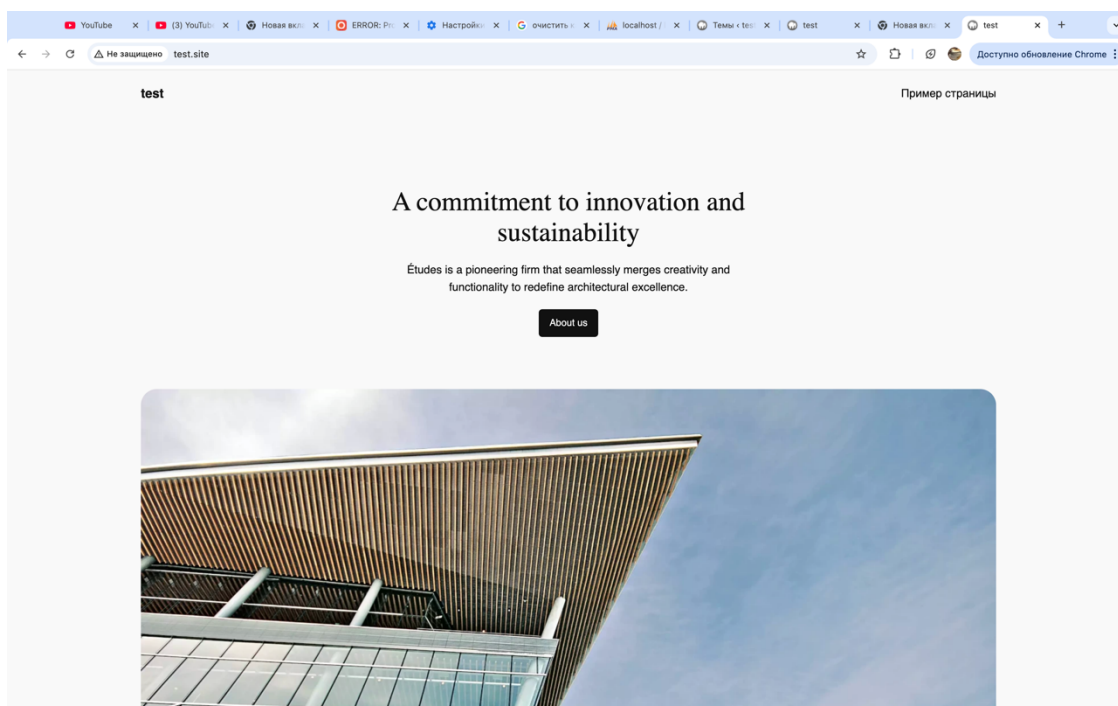 YouTube
(3) YouTub
Новая вкл
ERROR: Pr
Настройки
очистить к
localhost /
Темы ‹ tes
test
Новая вкл
test
Не защищено test.site
Доступно обновление Chrome
test
Пример страницы
A commitment to innovation and
sustainability
Études is a pioneering firm that seamlessly merges creativity and
functionality to redefine architectural excellence.
About us